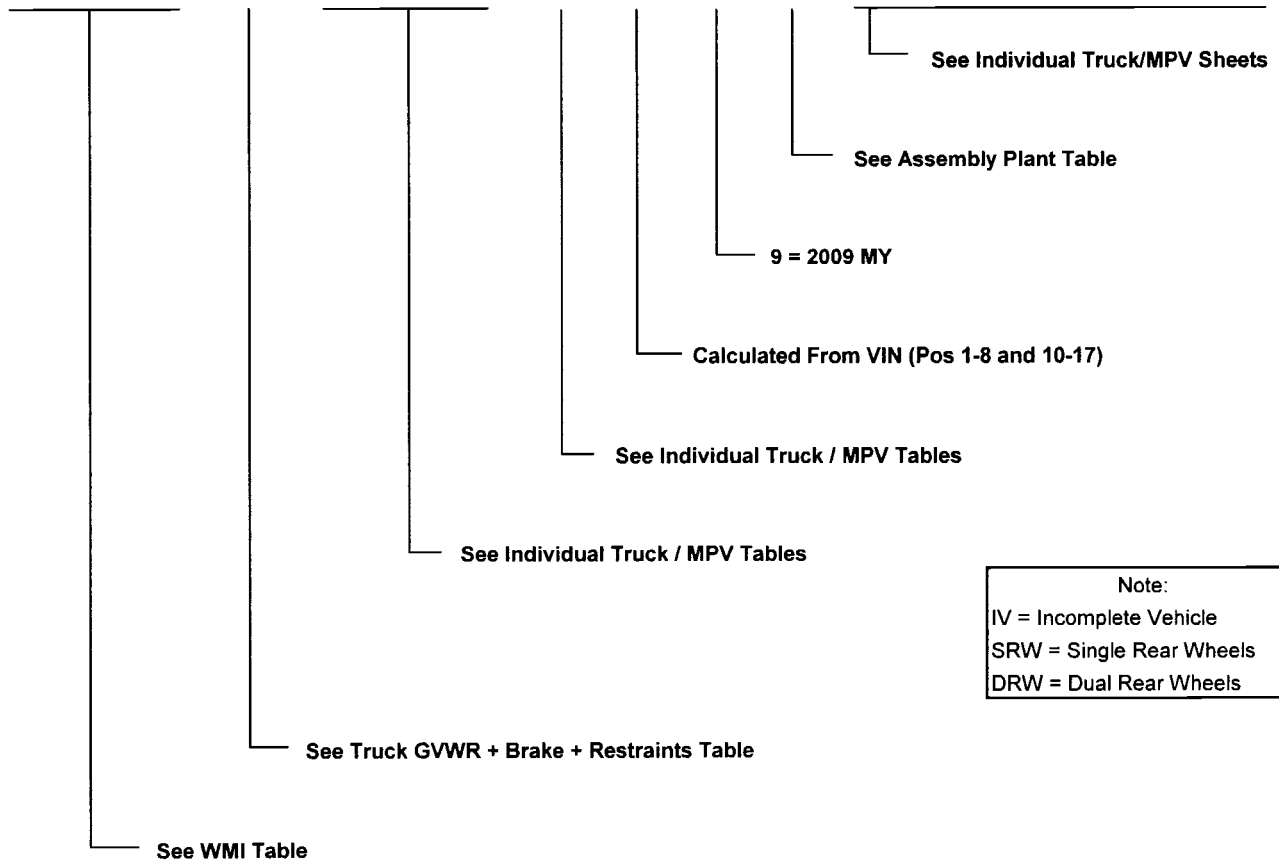 See Individual Truck/MPV Sheets
See Assembly Plant Table
9 = 2009 MY
Calculated From VIN (Pos 1-8 and 10-17)
See Individual Truck / MPV Tables
See Individual Truck / MPV Tables
Note:
IV = Incomplete Vehicle
SRW = Single Rear Wheels
DRW = Dual Rear Wheels
See Truck GVWR + Brake + Restraints Table
See WMI Table